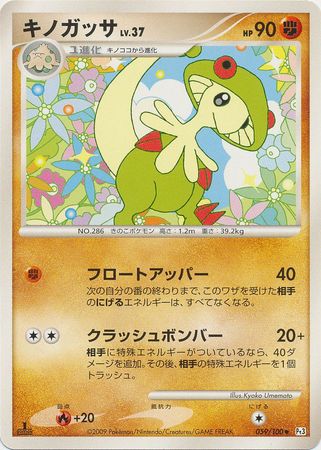 キノガッサ LV.37 HP 90
1進化 キノココから進化
NO.286 きのこポケモン 高さ:1.2m 重さ:39.2kg
フロートアッパー 40
次の自分の番の終わりまで、このワザを受けた相手
のにげるエネルギーは、すべてなくなる。
クラッシュボンバー 20+
相手に特殊エネルギーがついているなら、40ダ
メージを追加。その後、相手の特殊エネルギーを1個
トラッシュ。
Illus. Kyoko Umemoto
弱点 抵抗力 にげる
+20
1
©2009 Pokémon/Nintendo/Creatures/GAME FREAK.
059/100